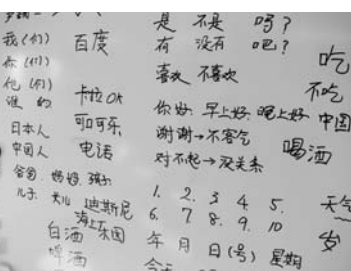 是 不是 吗?
我(们) 百度 有 没有 吧?
你(们) 喜欢 不喜欢 吃
他(们) 不吃
谁 的 卡拉OK 你好 早上好 晚上好 中国
日本人 可口可乐 谢谢→不客气 喝酒
中国人 电话 对不起→没关系
爸爸 妈妈 孩子
儿子 女儿 迪斯尼 1. 2. 3 4 5. 天气
海上乐园 6. 7 8. 9. 10
白酒 年 月 日(号) 星期 岁
啤酒 今天